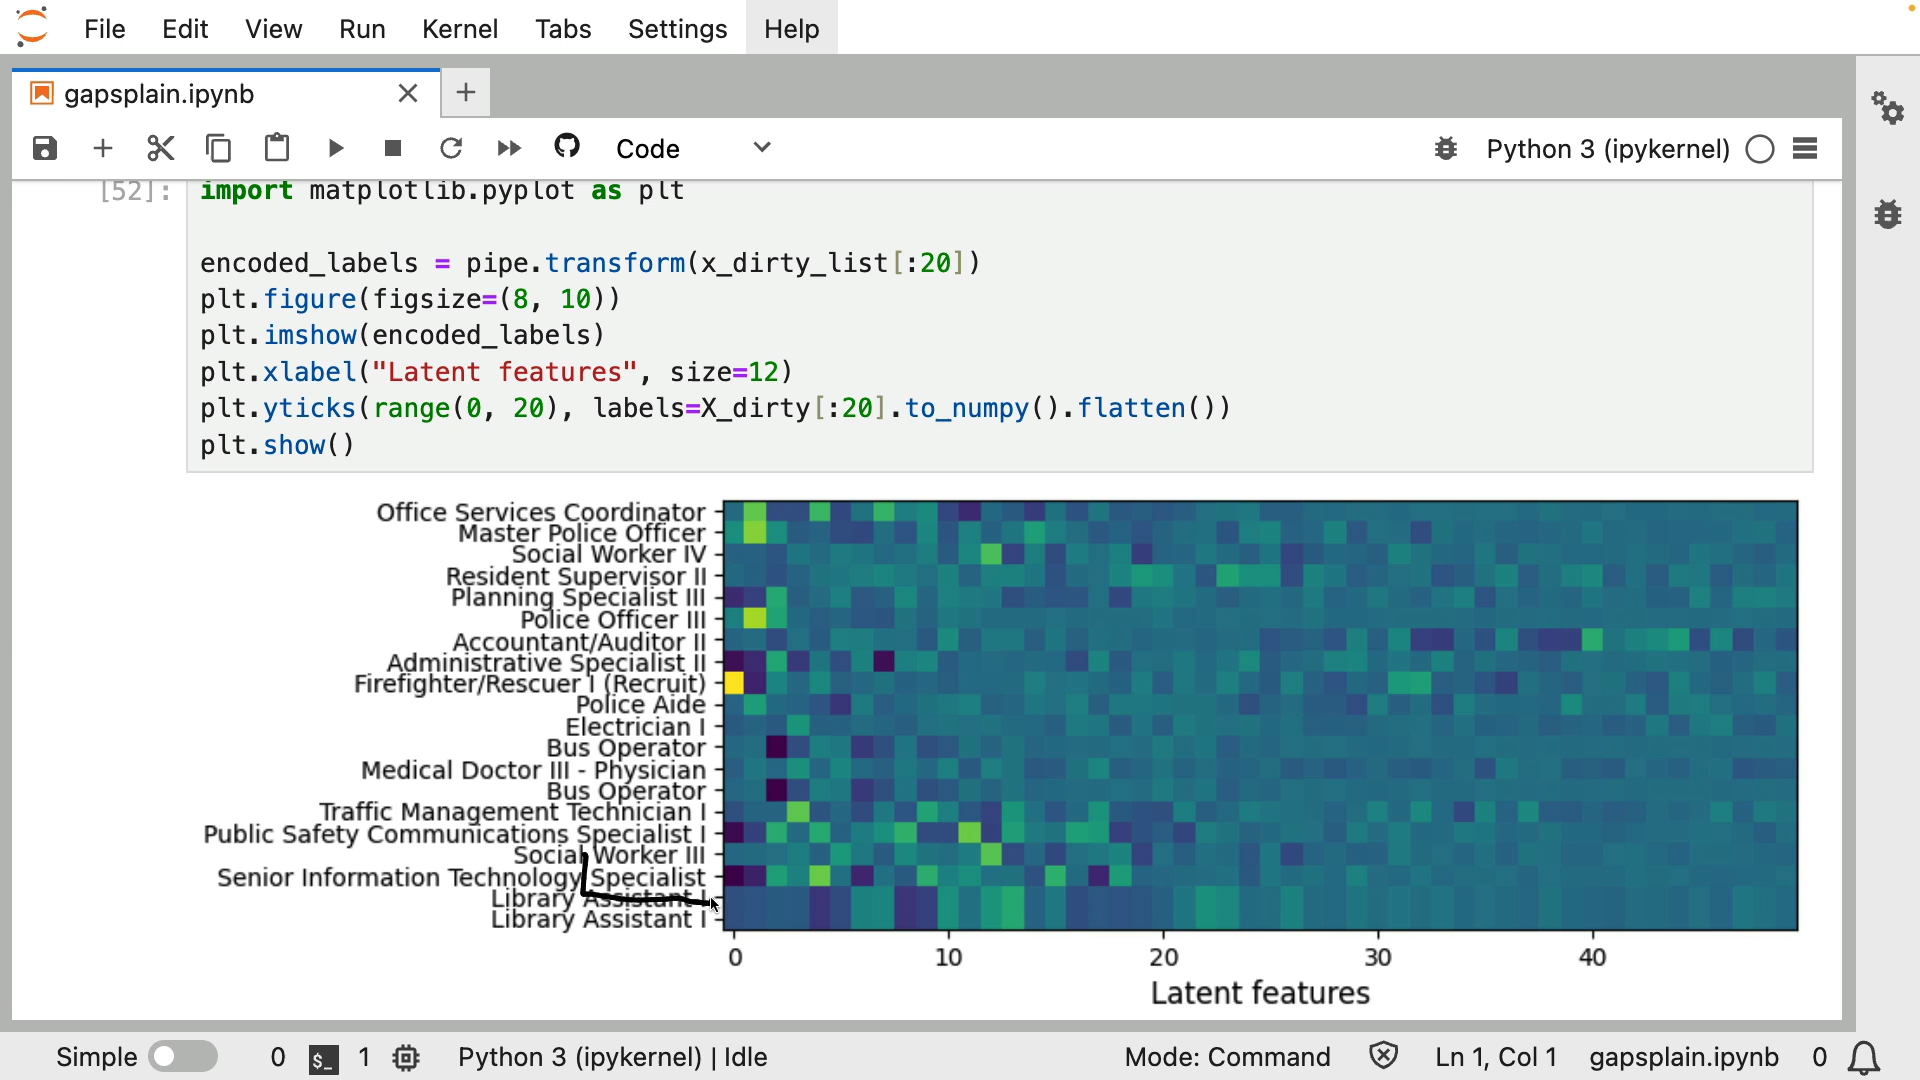 File Edit View Run Kernel Tabs Settings Help
gapsplain.ipynb
Code
Python 3 (ipykernel)
[52]: import matplotlib.pyplot as plt
encoded_labels = pipe.transform(x_dirty_list[:20])
plt.figure(figsize=(8, 10))
plt.imshow(encoded_labels)
plt.xlabel("Latent features", size=12)
plt.yticks(range(0, 20), labels=X_dirty[:20].to_numpy().flatten())
plt.show()
Office Services Coordinator
Master Police Officer
Social Worker IV
Resident Supervisor II
Planning Specialist III
Police Officer III
Accountant/Auditor II
Administrative Specialist II
Firefighter/Rescuer I (Recruit)
Police Aide
Electrician I
Bus Operator
Medical Doctor III - Physician
Bus Operator
Traffic Management Technician I
Public Safety Communications Specialist I
Social Worker III
Senior Information Technology Specialist
Library Assistant I
Library Assistant I
0 10 20 30 40
Latent features
Simple 0 $_ 1 Python 3 (ipykernel) | Idle Mode: Command Ln 1, Col 1 gapsplain.ipynb 0